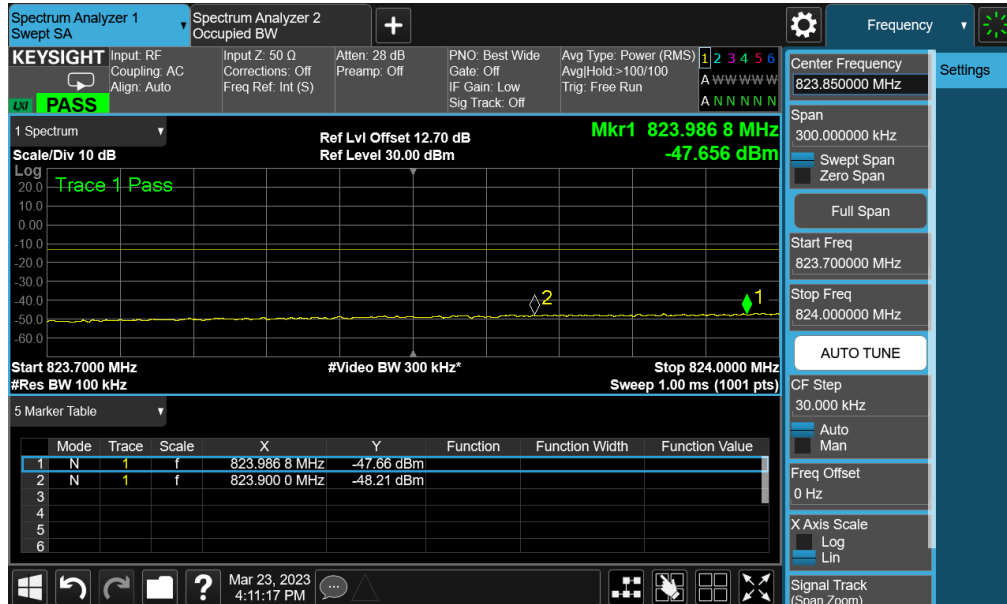 Spectrum Analyzer 1
Swept SA
Spectrum Analyzer 2
Occupied BW
Frequency
KEYSIGHT
Input: RF
Coupling: AC
Align: Auto
Input Z: 50 Ω
Corrections: Off
Freq Ref: Int (S)
Atten: 28 dB
Preamp: Off
PNO: Best Wide
Gate: Off
IF Gain: Low
Sig Track: Off
Avg Type: Power (RMS)
Avg|Hold:>100/100
Trig: Free Run
1 2 3 4 5 6
A W W W W W
A N N N N N
LXI
PASS
1 Spectrum
Scale/Div 10 dB
Ref Lvl Offset 12.70 dB
Ref Level 30.00 dBm
Mkr1 823.986 8 MHz
-47.656 dBm
Log
Trace 1 Pass
20.0
10.0
0.00
-10.0
-20.0
-30.0
-40.0
-50.0
-60.0
2
1
Start 823.7000 MHz
#Video BW 300 kHz*
Stop 824.0000 MHz
#Res BW 100 kHz
Sweep 1.00 ms (1001 pts)
5 Marker Table
Mode Trace Scale X Y Function Function Width Function Value
1 N 1 f 823.986 8 MHz -47.66 dBm
2 N 1 f 823.900 0 MHz -48.21 dBm
3
4
5
6
Mar 23, 2023
4:11:17 PM
Center Frequency
823.850000 MHz
Span
300.000000 kHz
Swept Span
Zero Span
Full Span
Start Freq
823.700000 MHz
Stop Freq
824.000000 MHz
AUTO TUNE
CF Step
30.000 kHz
Auto
Man
Freq Offset
0 Hz
X Axis Scale
Log
Lin
Signal Track
(Span Zoom)
Settings